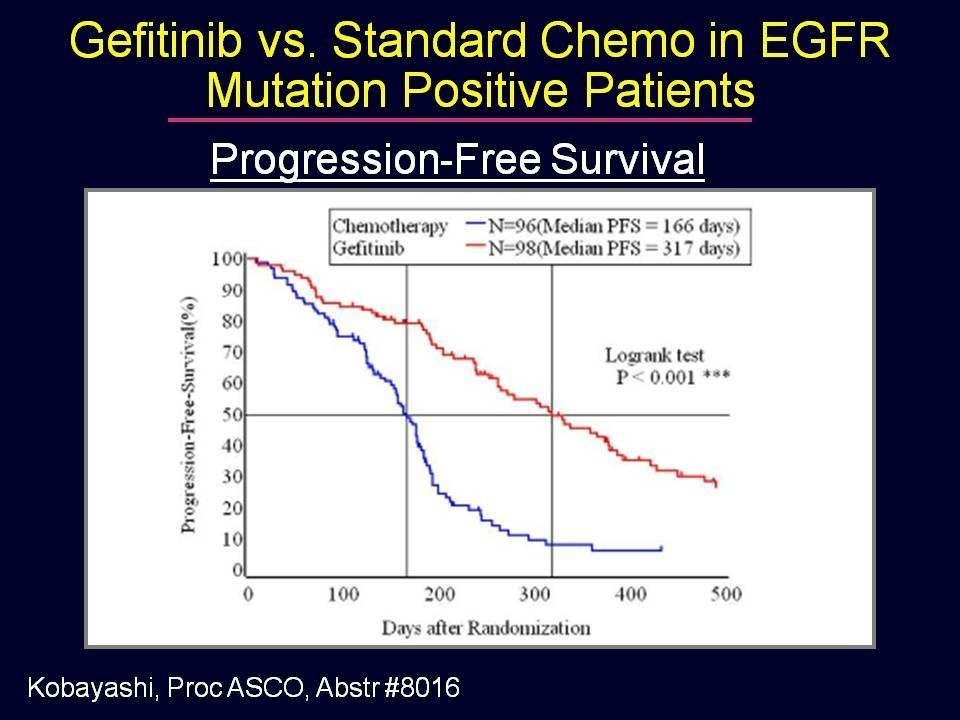 Gefitinib vs. Standard Chemo in EGFR
Mutation Positive Patients
Progression-Free Survival
Chemotherapy N=96(Median PFS = 166 days)
Gefitinib N=98(Median PFS = 317 days)
100
90
80
70
60
50
40
30
20
10
0
Progression-Free-Survival(%)
Logrank test
P < 0.001 ***
0 100 200 300 400 500
Days after Randomization
Kobayashi, Proc ASCO, Abstr #8016